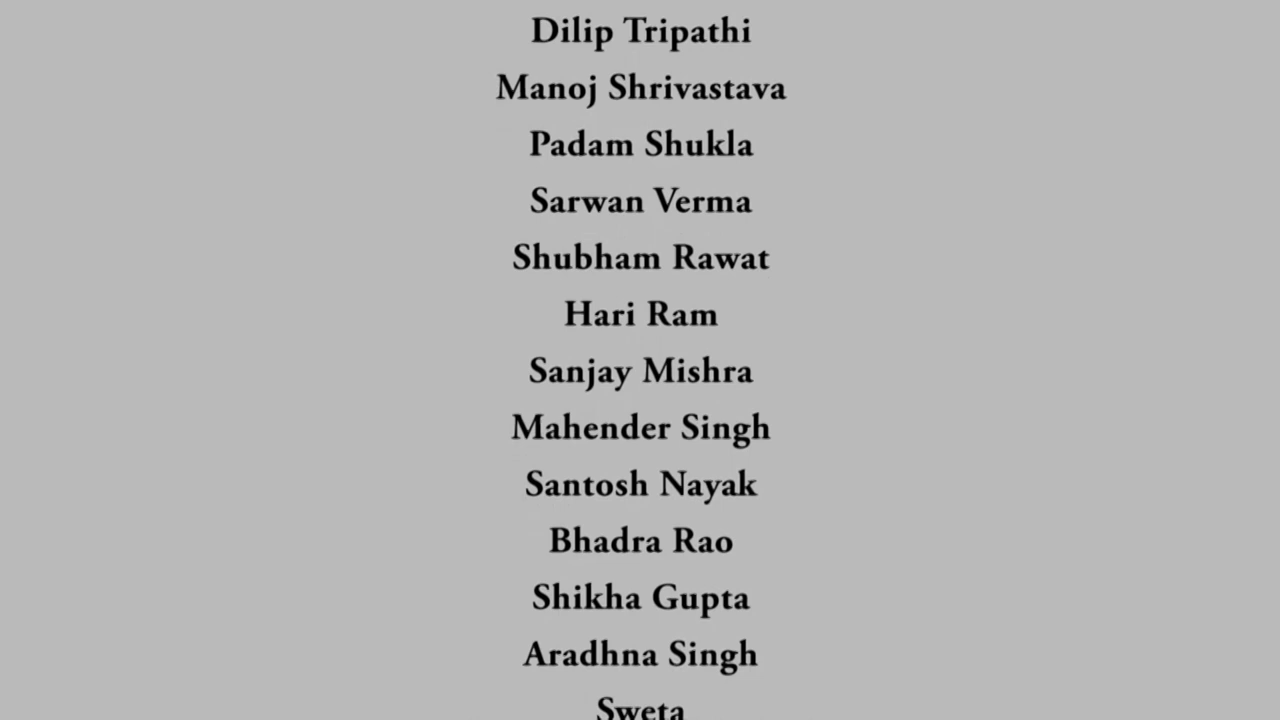 Dilip Tripathi
Manoj Shrivastava
Padam Shukla
Sarwan Verma
Shubham Rawat
Hari Ram
Sanjay Mishra
Mahender Singh
Santosh Nayak
Bhadra Rao
Shikha Gupta
Aradhna Singh
Sweta